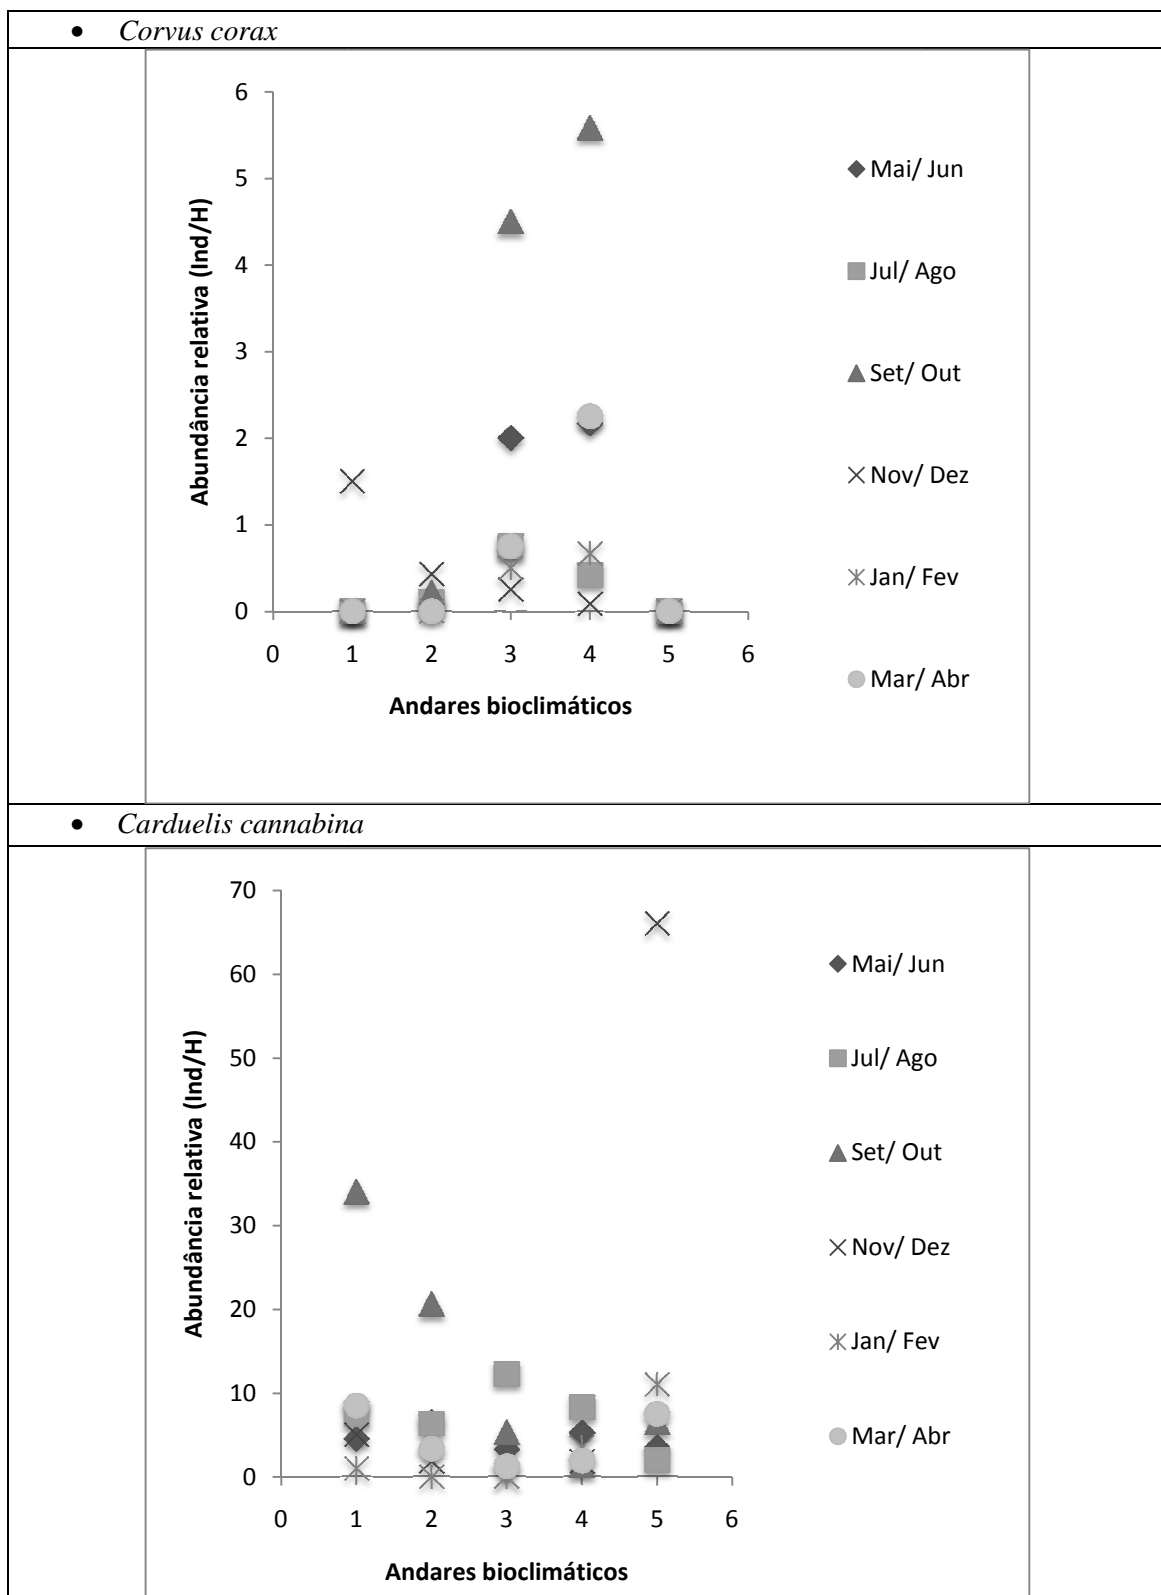 • Corvus corax
Abundância relativa (Ind/H)
6
5
4
3
2
1
0
0 1 2 3 4 5 6
Andares bioclimáticos
Mai/ Jun
Jul/ Ago
Set/ Out
Nov/ Dez
Jan/ Fev
Mar/ Abr
• Carduelis cannabina
Abundância relativa (Ind/H)
70
60
50
40
30
20
10
0
0 1 2 3 4 5 6
Andares bioclimáticos
Mai/ Jun
Jul/ Ago
Set/ Out
Nov/ Dez
Jan/ Fev
Mar/ Abr